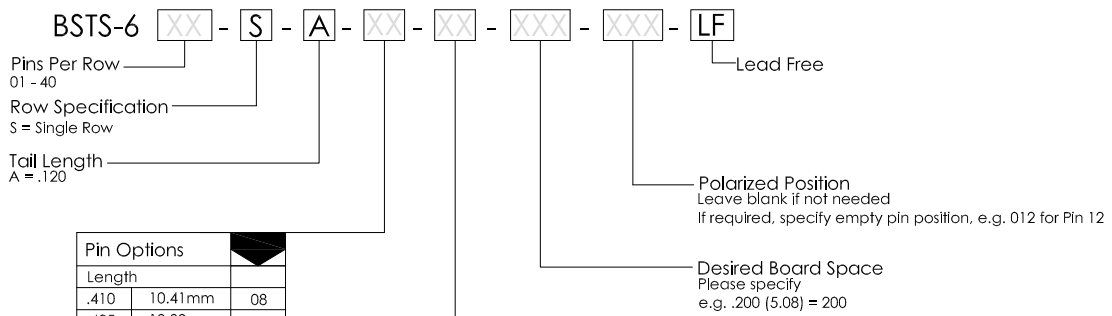 BSTS-6 XX - S - A - XX - XX - XXX - XXX - LF
Pins Per Row
01 - 40
Lead Free
Row Specification
S = Single Row
Tail Length
A = .120
Polarized Position
Leave blank if not needed
If required, specify empty pin position, e.g. 012 for Pin 12
Pin Options
Length
.410 10.41mm 08
Desired Board Space
Please specify
e.g. .200 (5.08) = 200